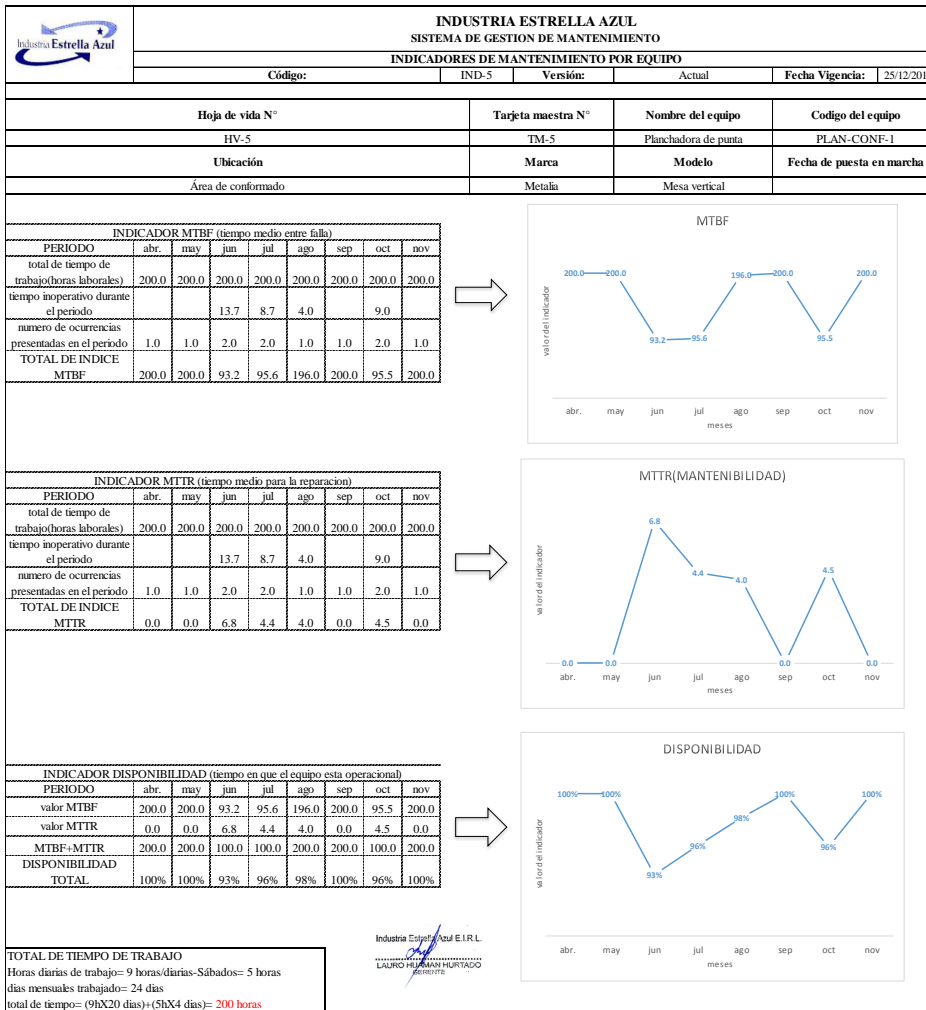 Industria Estrella Azul
INDUSTRIA ESTRELLA AZUL
SISTEMA DE GESTION DE MANTENIMIENTO
INDICADORES DE MANTENIMIENTO POR EQUIPO
Código: IND-5 Versión: Actual Fecha Vigencia: 25/12/201
Hoja de vida N° Tarjeta maestra N° Nombre del equipo Codigo del equipo
HV-5 TM-5 Planchadora de punta PLAN-CONF-1
Ubicación Marca Modelo Fecha de puesta en marcha
Área de conformado Metalia Mesa vertical
INDICADOR MTBF (tiempo medio entre falla)
PERIODO abr. may jun jul ago sep oct nov
total de tiempo de
trabajo(horas laborales) 200.0 200.0 200.0 200.0 200.0 200.0 200.0 200.0
tiempo inoperativo durante
el periodo 13.7 8.7 4.0 9.0
numero de ocurrencias
presentadas en el periodo 1.0 1.0 2.0 2.0 1.0 1.0 2.0 1.0
TOTAL DE INDICE
MTBF 200.0 200.0 93.2 95.6 196.0 200.0 95.5 200.0
MTBF
valor del indicador
200.0 200.0 93.2 95.6 196.0 200.0 95.5 200.0
abr. may jun jul ago sep oct nov
meses
INDICADOR MTTR (tiempo medio para la reparacion)
PERIODO abr. may jun jul ago sep oct nov
total de tiempo de
trabajo(horas laborales) 200.0 200.0 200.0 200.0 200.0 200.0 200.0 200.0
tiempo inoperativo durante
el periodo 13.7 8.7 4.0 9.0
numero de ocurrencias
presentadas en el periodo 1.0 1.0 2.0 2.0 1.0 1.0 2.0 1.0
TOTAL DE INDICE
MTTR 0.0 0.0 6.8 4.4 4.0 0.0 4.5 0.0
MTTR(MANTENIBILIDAD)
valor del indicador
0.0 0.0 6.8 4.4 4.0 0.0 4.5 0.0
abr. may jun jul ago sep oct nov
meses
INDICADOR DISPONIBILIDAD (tiempo en que el equipo esta operacional)
PERIODO abr. may jun jul ago sep oct nov
valor MTBF 200.0 200.0 93.2 95.6 196.0 200.0 95.5 200.0
valor MTTR 0.0 0.0 6.8 4.4 4.0 0.0 4.5 0.0
MTBF+MTTR 200.0 200.0 100.0 100.0 200.0 200.0 100.0 200.0
DISPONIBILIDAD
TOTAL 100% 100% 93% 96% 98% 100% 96% 100%
DISPONIBILIDAD
valor del indicador
100% 100% 93% 96% 98% 100% 96% 100%
abr. may jun jul ago sep oct nov
meses
Industria Estrella Azul E.I.R.L.
LAURO HUAMAN HURTADO
GERENTE
TOTAL DE TIEMPO DE TRABAJO
Horas diarias de trabajo= 9 horas/diarias-Sábados= 5 horas
dias mensuales trabajado= 24 dias
total de tiempo= (9hX20 dias)+(5hX4 dias)= 200 horas